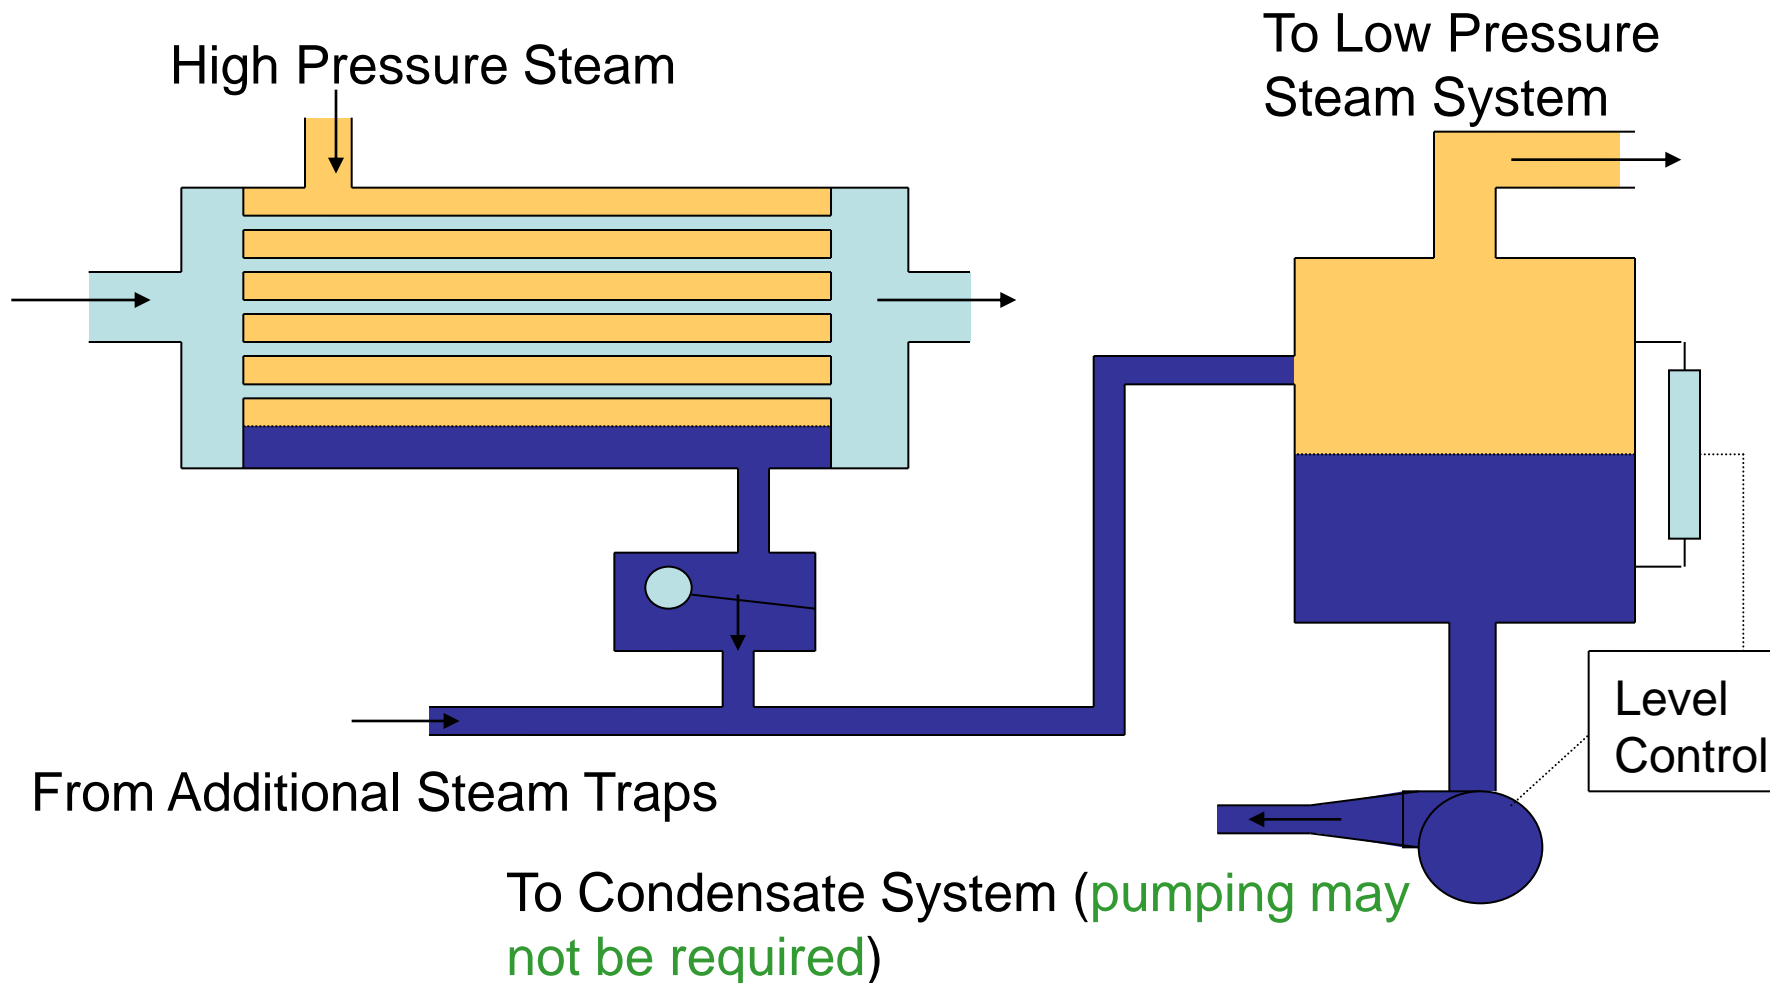 High Pressure Steam
To Low Pressure
Steam System
From Additional Steam Traps
Level
Control
To Condensate System (pumping may
not be required)